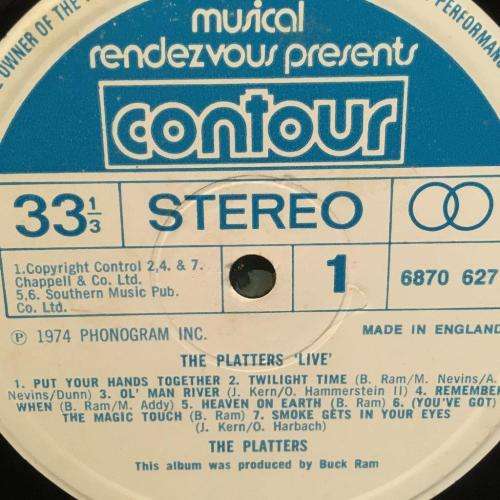 E OWNER OF THE
PERFORMANCE
musical
rendezvous presents
contour
33⅓
STEREO
1.Copyright Control 2,4. & 7.
Chappell & Co. Ltd.
5,6. Southern Music Pub.
Co. Ltd.
1
6870 627
Ⓟ 1974 PHONOGRAM INC.
MADE IN ENGLAND
THE PLATTERS 'LIVE'
1. PUT YOUR HANDS TOGETHER 2. TWILIGHT TIME (B. Ram/M. Nevins/A.
Nevins/Dunn) 3. OL' MAN RIVER (J. Kern/O. Hammerstein II) 4. REMEMBER
WHEN (B. Ram/M. Addy) 5. HEAVEN ON EARTH (B. Ram) 6. (YOU'VE GOT)
THE MAGIC TOUCH (B. Ram) 7. SMOKE GETS IN YOUR EYES
(J. Kern/O. Harbach)
THE PLATTERS
This album was produced by Buck Ram